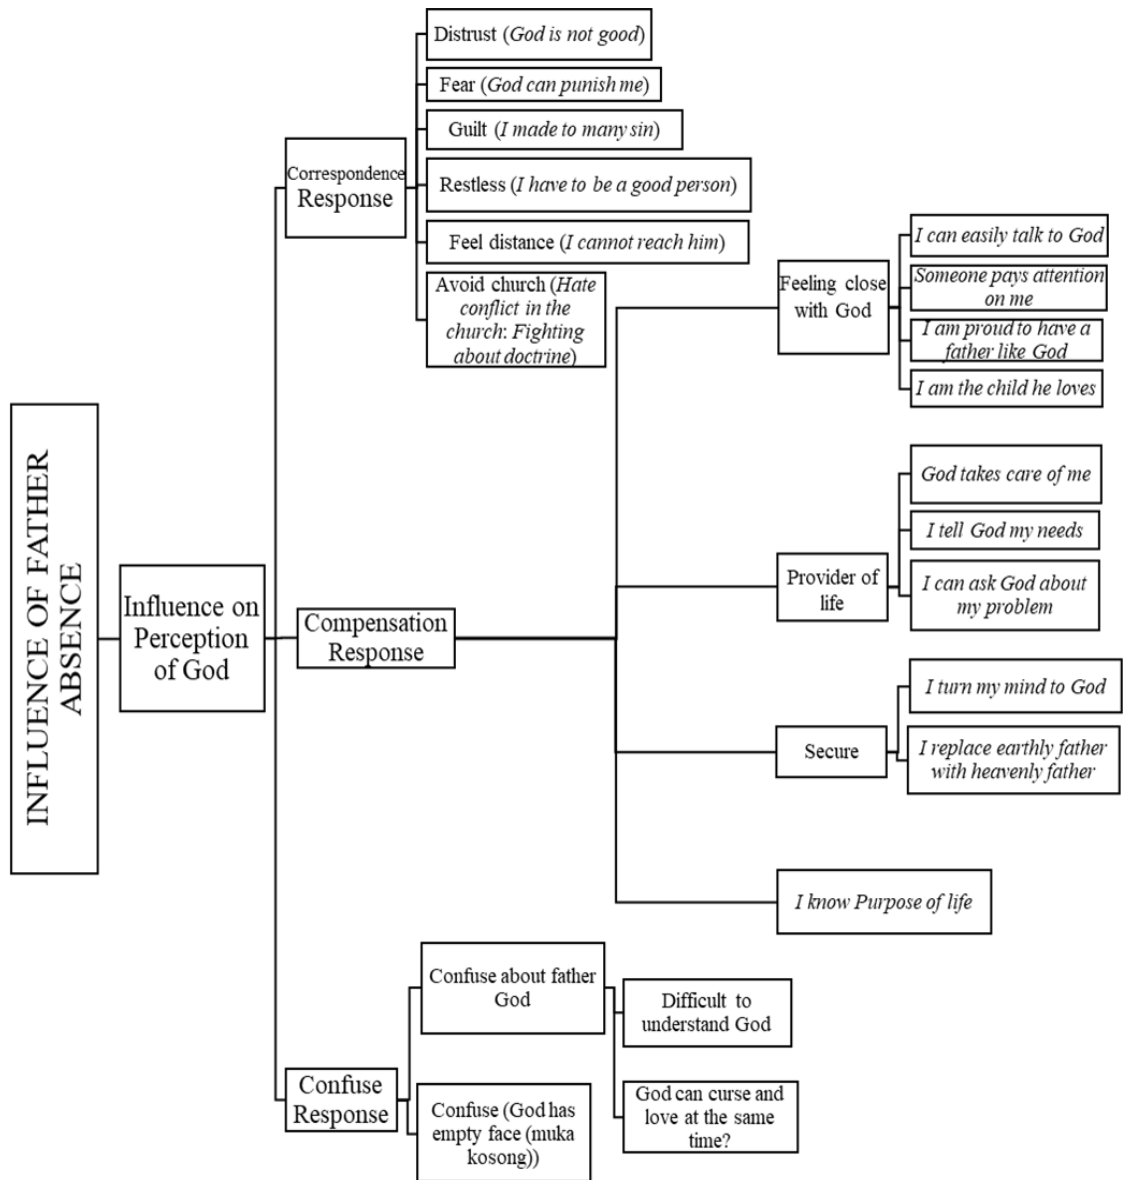 INFLUENCE OF FATHER
ABSENCE
Influence on
Perception
of God
Correspondence
Response
Distrust (God is not good)
Fear (God can punish me)
Guilt (I made to many sin)
Restless (I have to be a good person)
Feel distance (I cannot reach him)
Avoid church (Hate
conflict in the
church: Fighting
about doctrine)
Compensation
Response
Feeling close
with God
I can easily talk to God
Someone pays attention
on me
I am proud to have a
father like God
I am the child he loves
Provider of
life
God takes care of me
I tell God my needs
I can ask God about
my problem
Secure
I turn my mind to God
I replace earthly father
with heavenly father
I know Purpose of life
Confuse
Response
Confuse about father
God
Difficult to
understand God
God can curse and
love at the same
time?
Confuse (God has
empty face (muka
kosong))